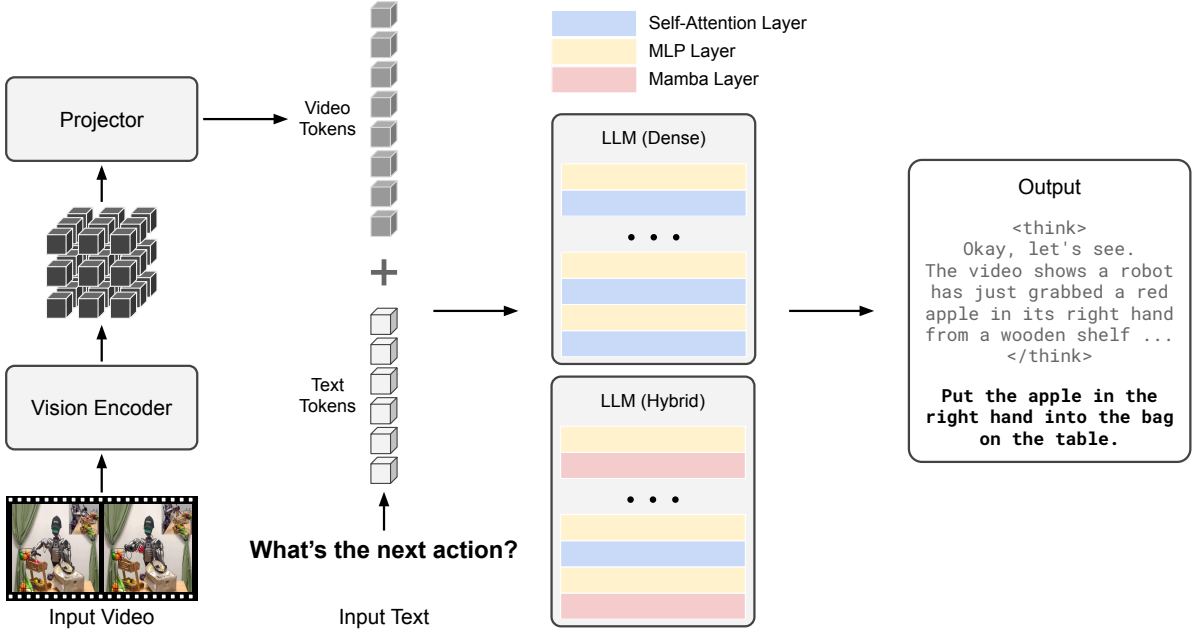 Projector
Vision Encoder
Input Video
Video
Tokens
+
Text
Tokens
What's the next action?
Input Text
Self-Attention Layer
MLP Layer
Mamba Layer
LLM (Dense)
• • •
LLM (Hybrid)
• • •
Output
<think>
Okay, let's see.
The video shows a robot
has just grabbed a red
apple in its right hand
from a wooden shelf ...
</think>
Put the apple in the
right hand into the bag
on the table.